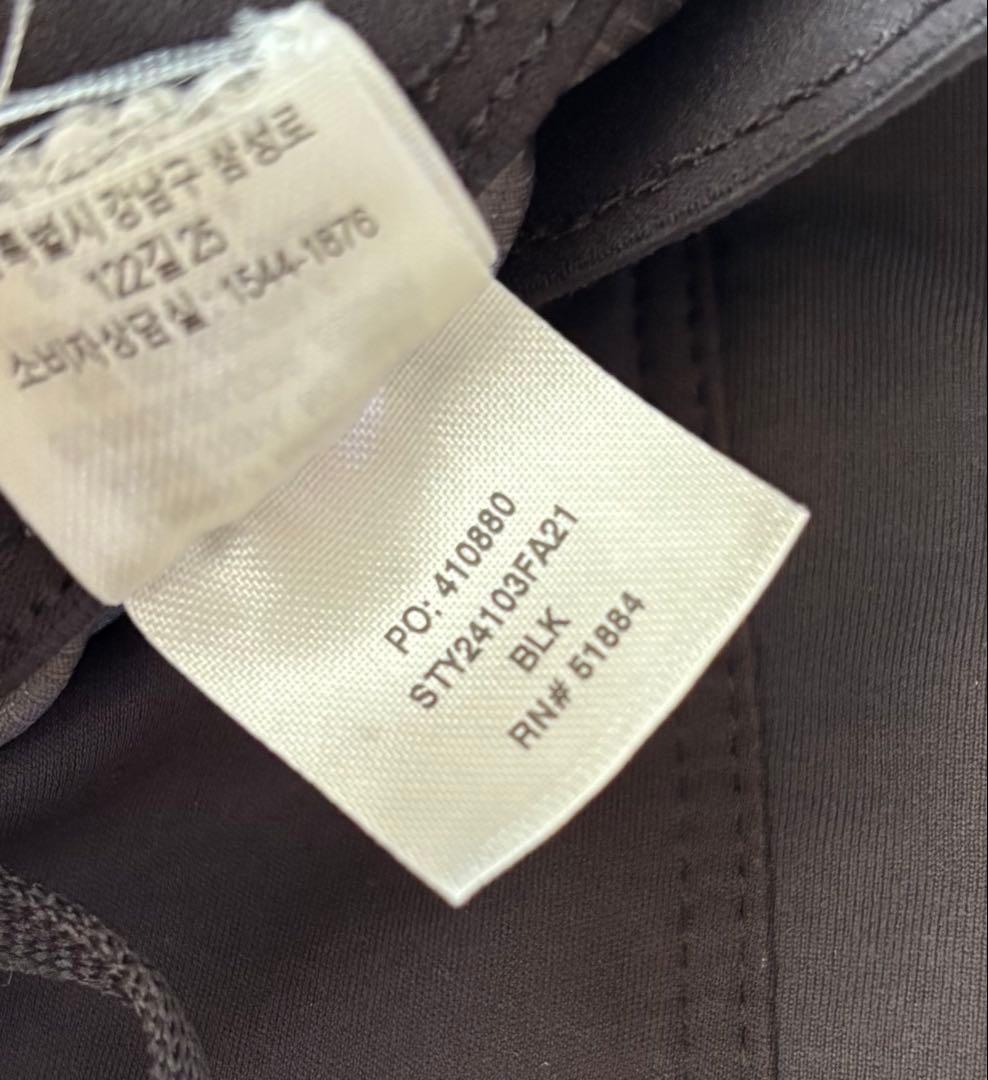 특별시 강남구 삼성로
122길 25
소비자상담실: 1544-1576
PO: 410880
STY24103FA21
BLK
RN# 51884